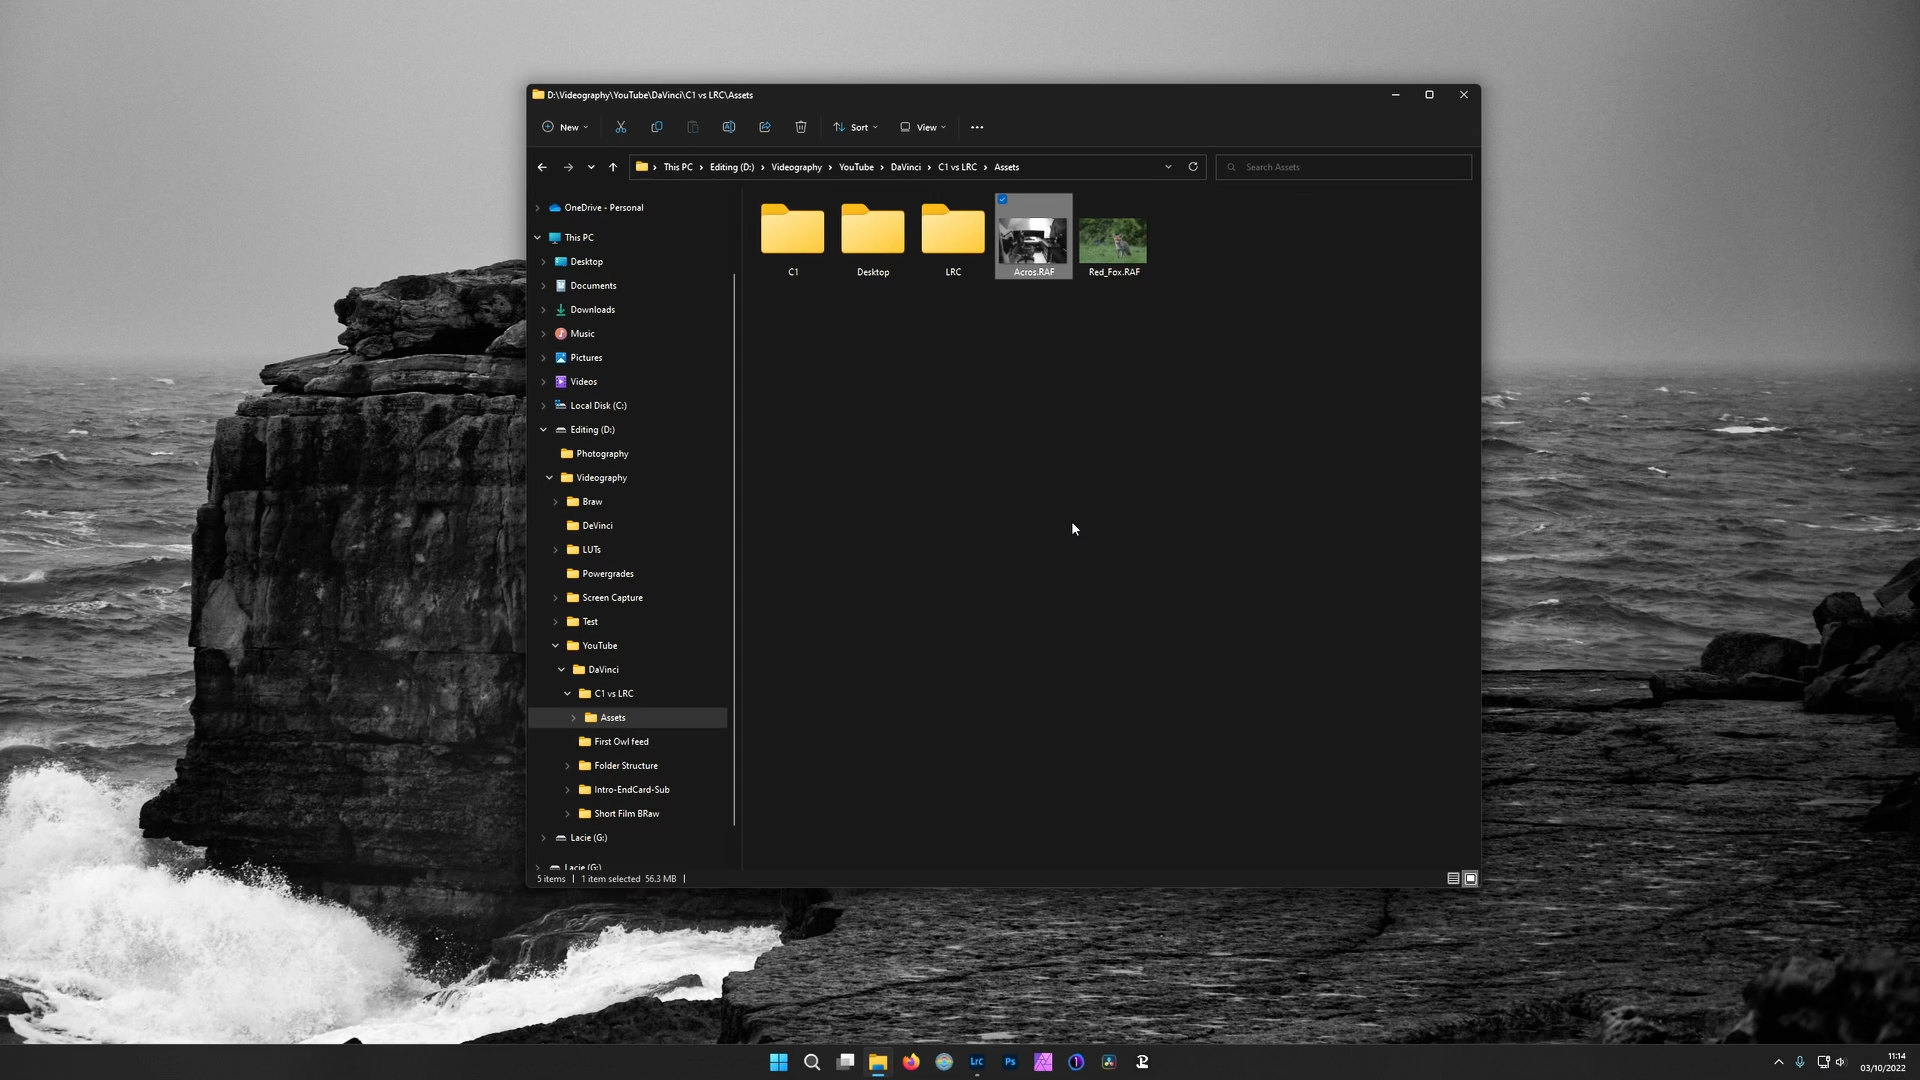 D:\Videography\YouTube\DaVinci\C1 vs LRC\Assets
New Sort View
This PC Editing (D:) Videography YouTube DaVinci C1 vs LRC Assets
Search Assets
OneDrive - Personal
This PC
Desktop
Documents
Downloads
Music
Pictures
Videos
Local Disk (C:)
Editing (D:)
Photography
Videography
Braw
DeVinci
LUTs
Powergrades
Screen Capture
Test
YouTube
DaVinci
C1 vs LRC
Assets
First Owl feed
Folder Structure
Intro-EndCard-Sub
Short Film BRaw
Lacie (G:)
Lacie (G:)
C1
Desktop
LRC
Acros.RAF
Red_Fox.RAF
5 items 1 item selected 56.3 MB
Lrc
Ps
11:14
03/10/2022